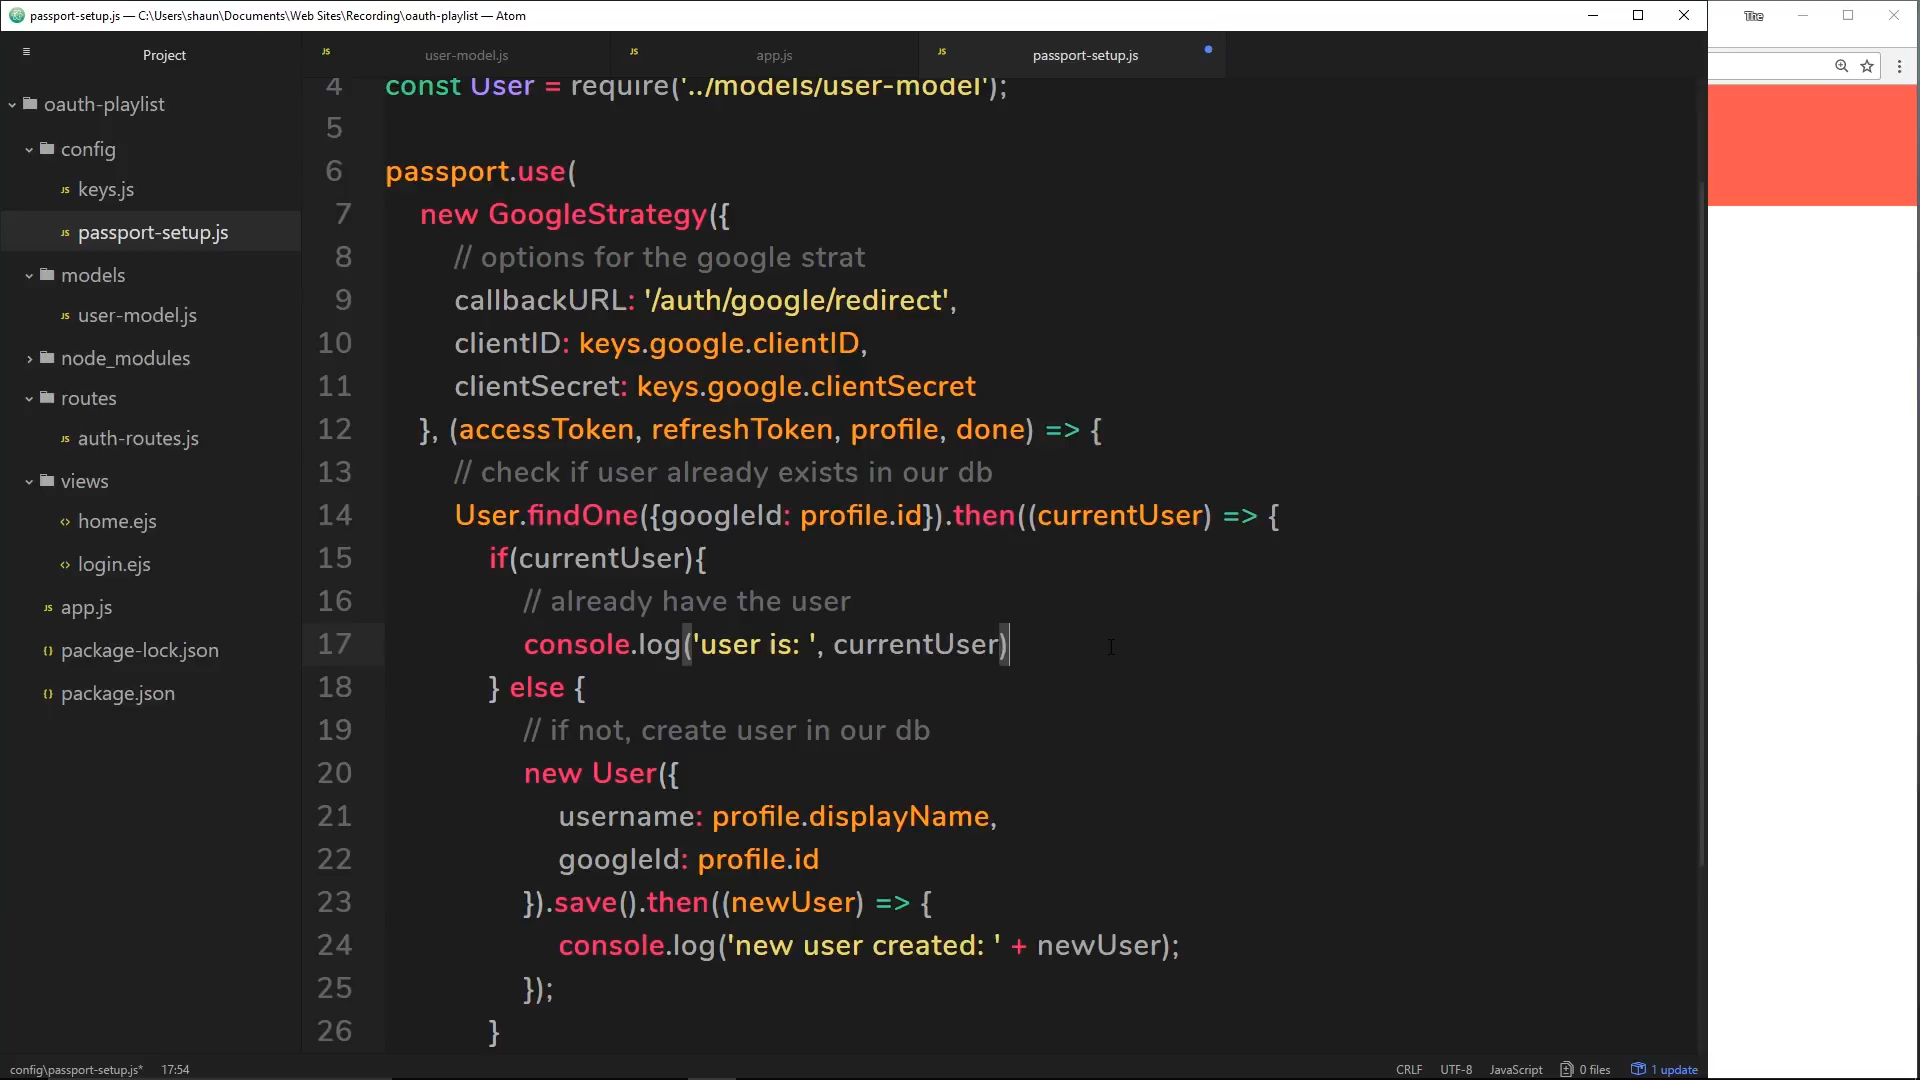 passport-setup.js — C:\Users\shaun\Documents\Web Sites\Recording\oauth-playlist — Atom
The
Project
user-model.js
app.js
passport-setup.js
oauth-playlist
config
keys.js
passport-setup.js
models
user-model.js
node_modules
routes
auth-routes.js
views
home.ejs
login.ejs
app.js
package-lock.json
package.json
4 const User = require('../models/user-model');
5
6 passport.use(
7 new GoogleStrategy({
8 // options for the google strat
9 callbackURL: '/auth/google/redirect',
10 clientID: keys.google.clientID,
11 clientSecret: keys.google.clientSecret
12 }, (accessToken, refreshToken, profile, done) => {
13 // check if user already exists in our db
14 User.findOne({googleId: profile.id}).then((currentUser) => {
15 if(currentUser){
16 // already have the user
17 console.log('user is: ', currentUser)
18 } else {
19 // if not, create user in our db
20 new User({
21 username: profile.displayName,
22 googleId: profile.id
23 }).save().then((newUser) => {
24 console.log('new user created: ' + newUser);
25 });
26 }
config\passport-setup.js* 17:54
CRLF UTF-8 JavaScript 0 files 1 update